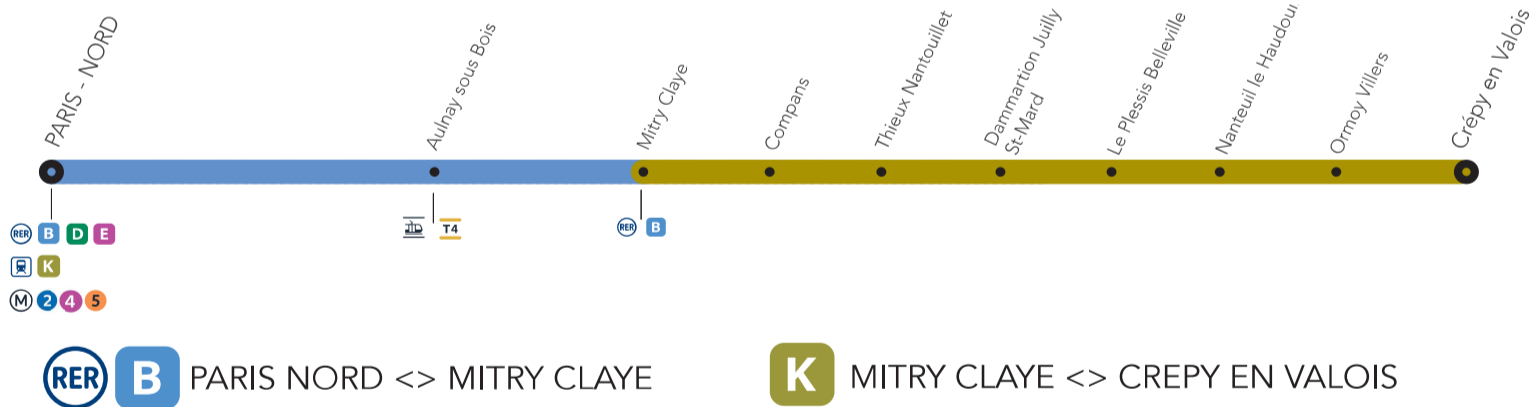 PARIS - NORD
Aulnay sous Bois
Mitry Claye
Compans
Thieux Nantouillet
Dammartion Juilly
St-Mard
Le Plessis Belleville
Nanteuil le
Ormoy Villers
Crépy en Valois
RER B D E
K
M 2 4 5
T4
RER B
RER B PARIS NORD <> MITRY CLAYE
K MITRY CLAYE <> CREPY EN VALOIS